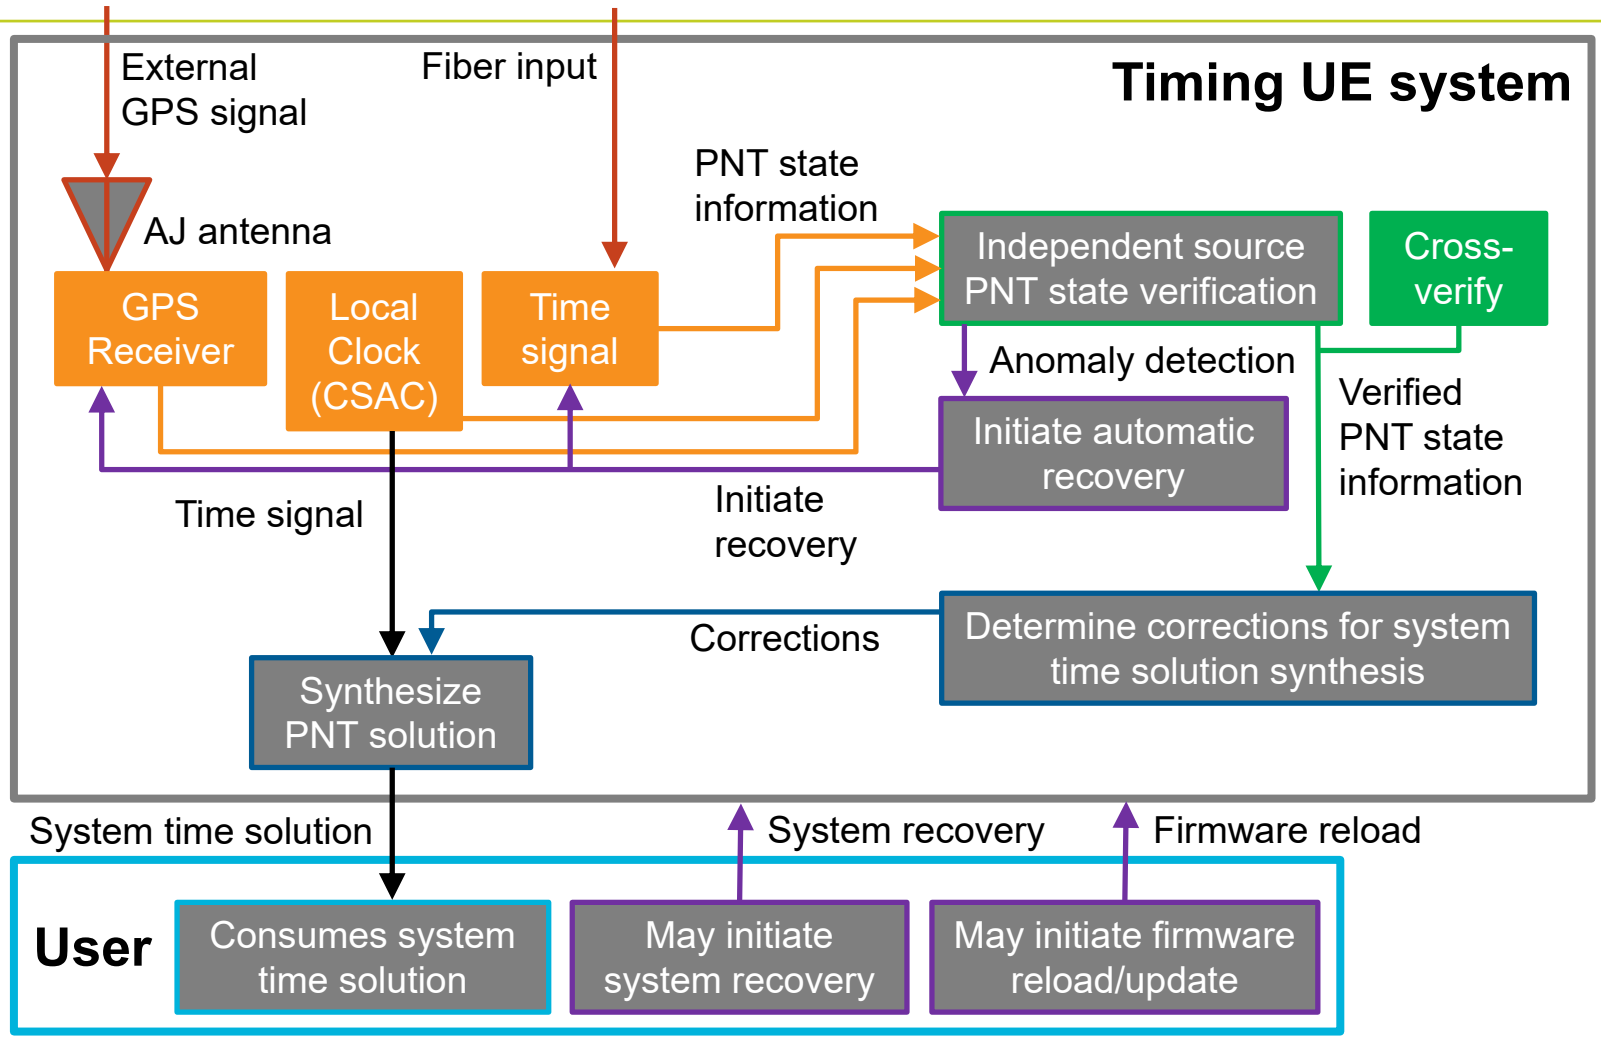 External
GPS signal
Fiber input
Timing UE system
PNT state
information
AJ antenna
GPS
Receiver
Local
Clock
(CSAC)
Time
signal
Independent source
PNT state verification
Cross-
verify
Anomaly detection
Verified
PNT state
information
Initiate automatic
recovery
Time signal
Initiate
recovery
Corrections
Determine corrections for system
time solution synthesis
Synthesize
PNT solution
System time solution
System recovery
Firmware reload
User
Consumes system
time solution
May initiate
system recovery
May initiate firmware
reload/update